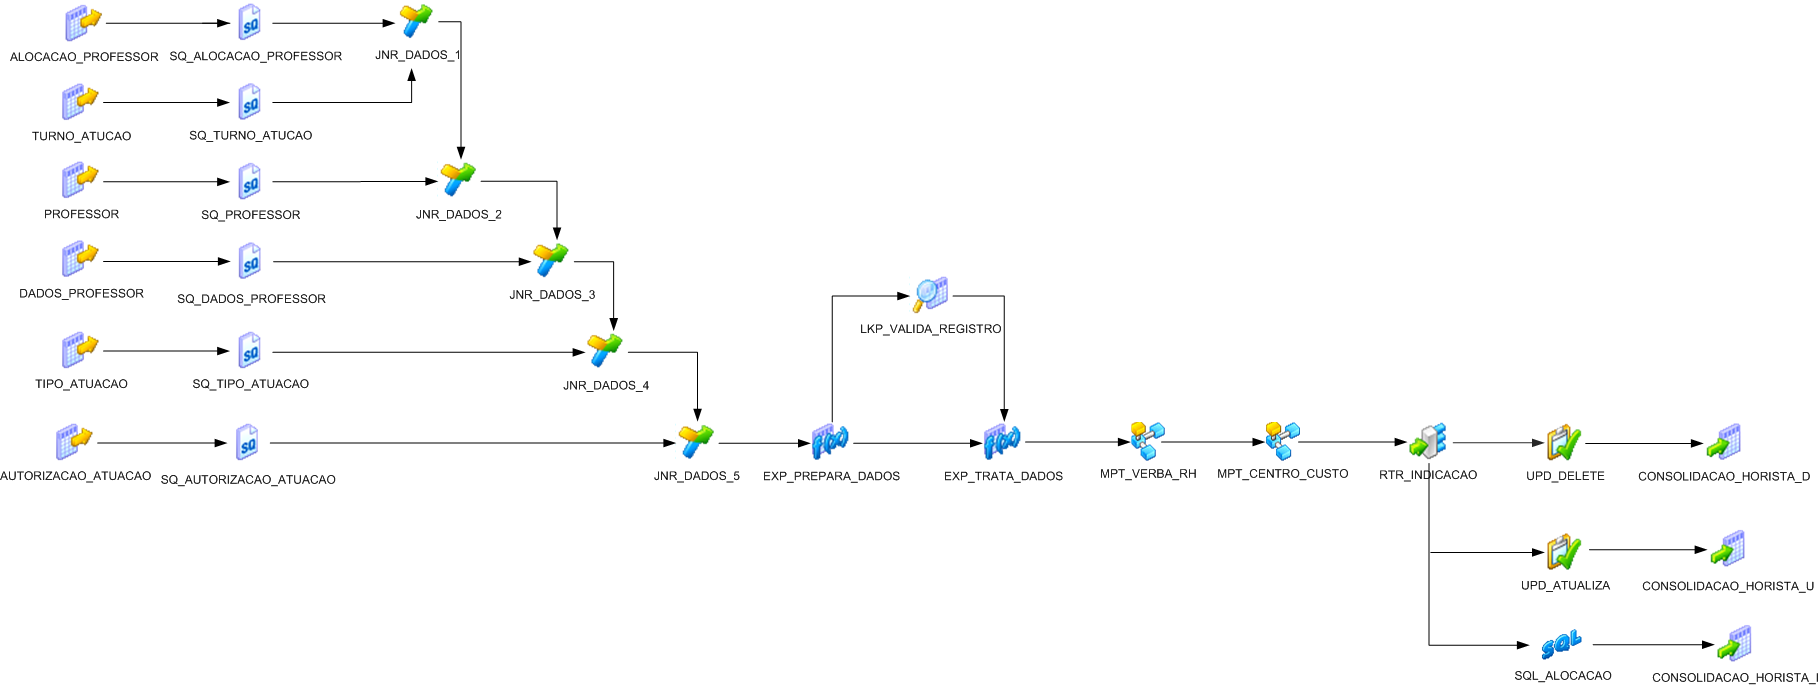 ALOCACAO_PROFESSOR
SQ_ALOCACAO_PROFESSOR
JNR_DADOS_1
TURNO_ATUCAO
SQ_TURNO_ATUCAO
PROFESSOR
SQ_PROFESSOR
JNR_DADOS_2
DADOS_PROFESSOR
SQ_DADOS_PROFESSOR
JNR_DADOS_3
LKP_VALIDA_REGISTRO
TIPO_ATUACAO
SQ_TIPO_ATUACAO
JNR_DADOS_4
AUTORIZACAO_ATUACAO
SQ_AUTORIZACAO_ATUACAO
JNR_DADOS_5
EXP_PREPARA_DADOS
EXP_TRATA_DADOS
MPT_VERBA_RH
MPT_CENTRO_CUSTO
RTR_INDICACAO
UPD_DELETE
CONSOLIDACAO_HORISTA_D
UPD_ATUALIZA
CONSOLIDACAO_HORISTA_U
SQL_ALOCACAO
CONSOLIDACAO_HORISTA_I